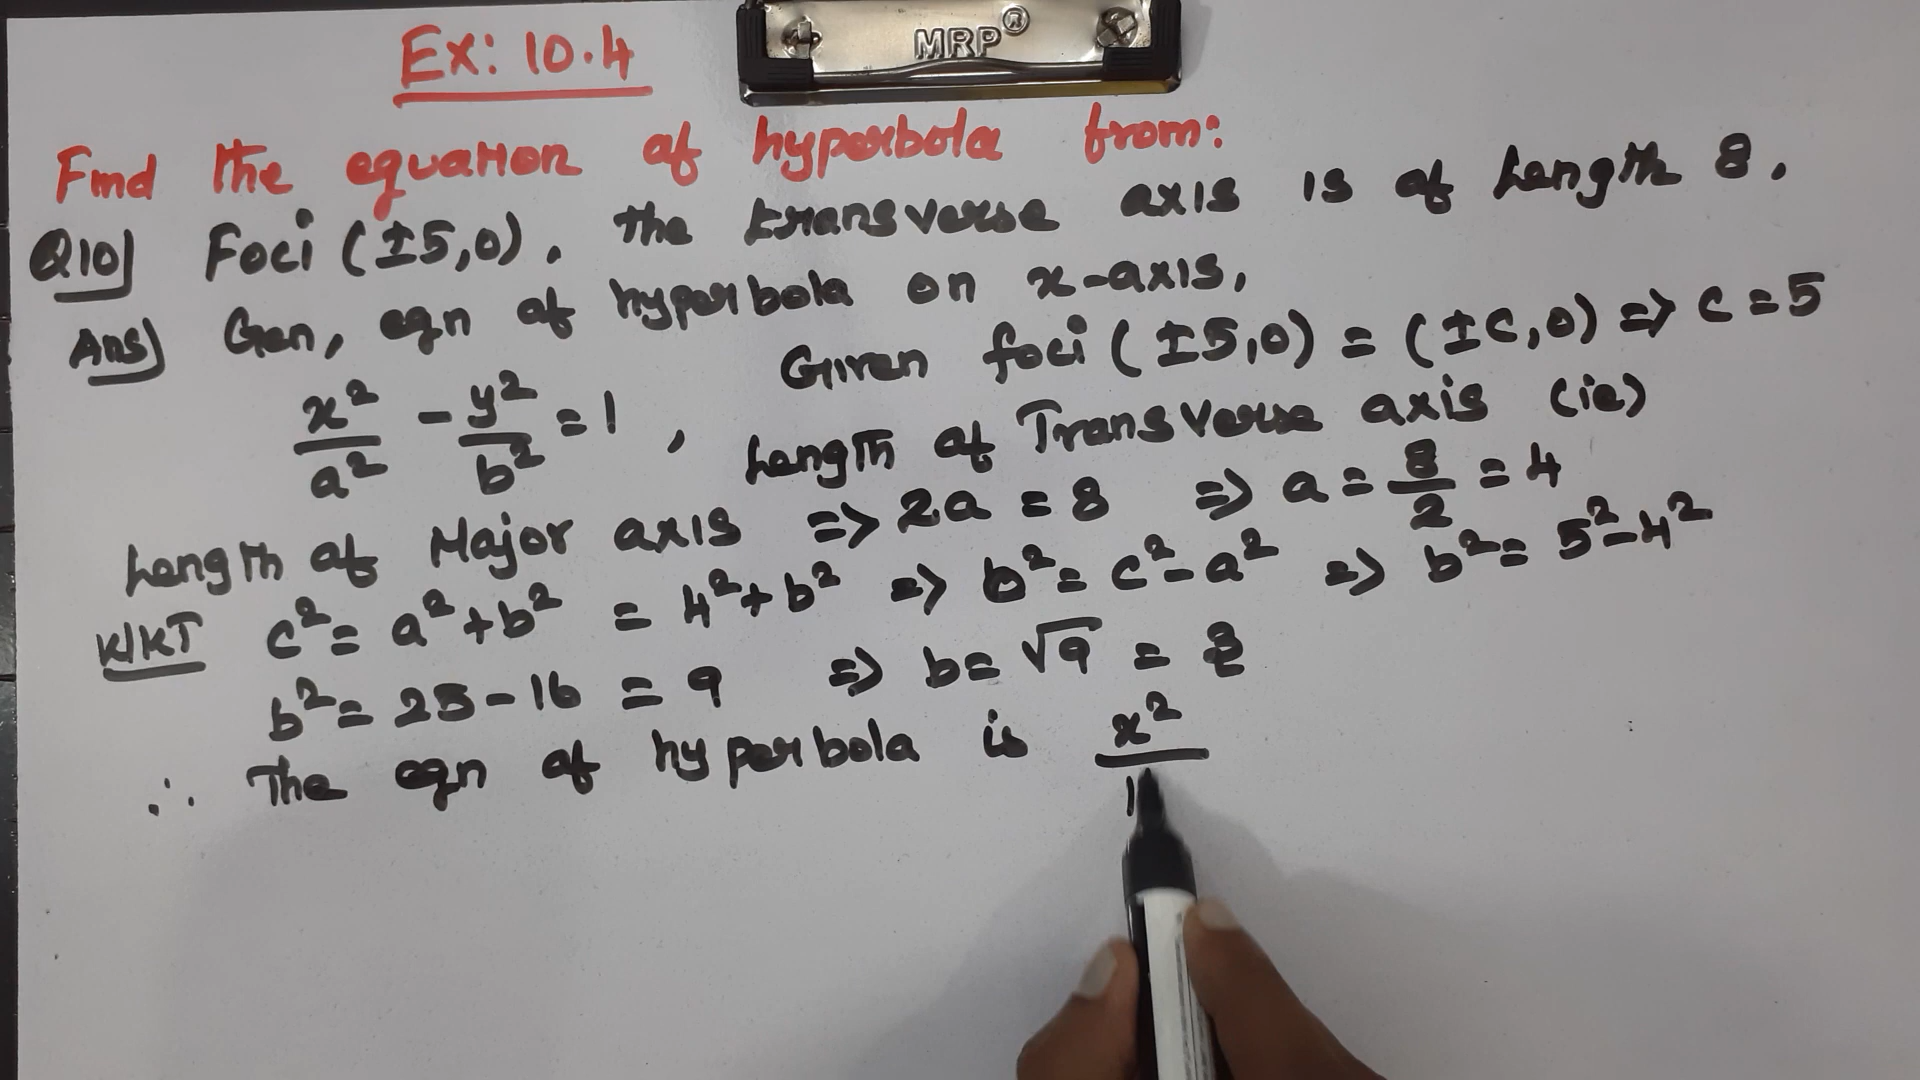 MRP®
Ex: 10.4
Find the equation of hyperbola from:
Q10] Foci (±5,0). the transverse axis is of length 8.
Ans) Gen, eqn of hyperbola on x-axis,
x²/a² - y²/b² = 1, Given foci (±5,0) = (±c,0) => c = 5
Length of Transverse axis (ie)
Length of Major axis => 2a = 8 => a = 8/2 = 4
WKT c² = a² + b² = 4² + b² => b² = c² - a² => b² = 5² - 4²
b² = 25 - 16 = 9 => b = √9 = 3
∴ The eqn of hyperbola is x²/1